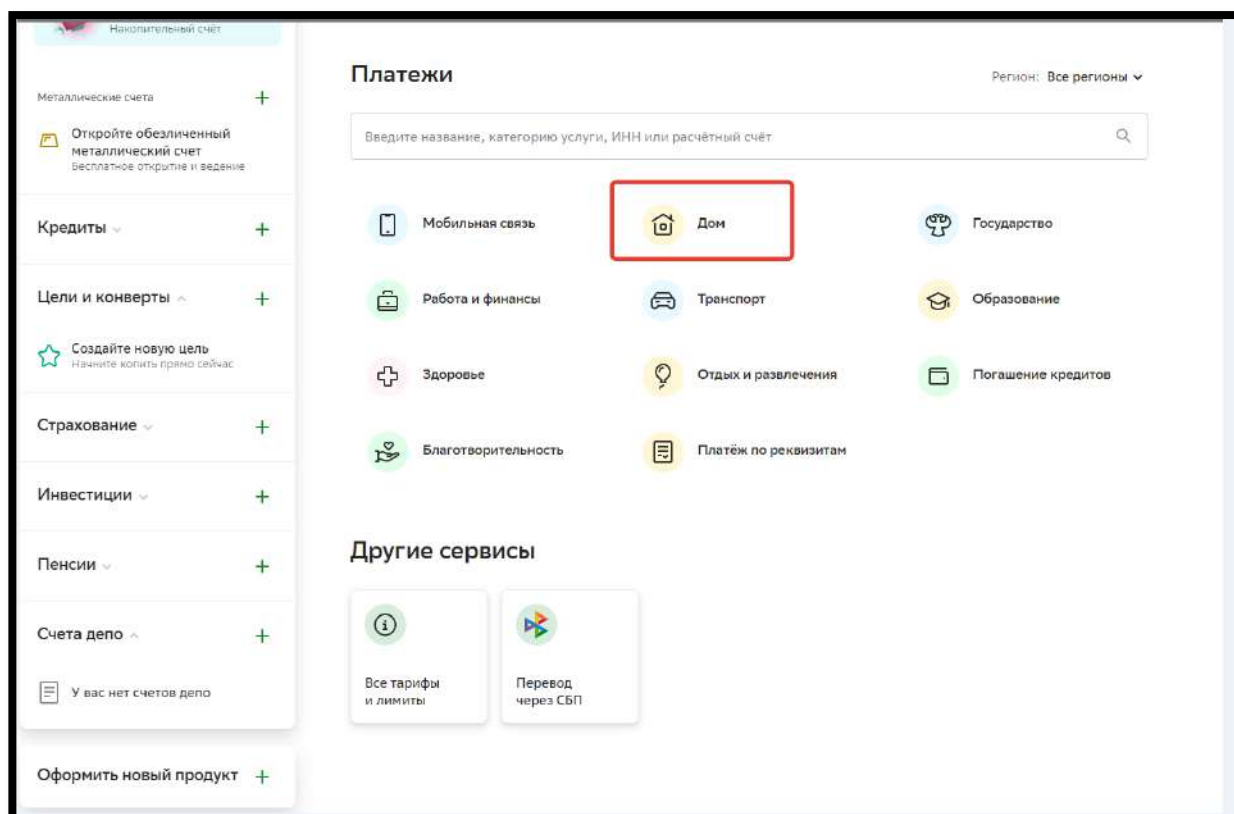 Накопительный счёт
Металлические счета
Откройте обезличенный
металлический счет
Бесплатное открытие и ведение
Кредиты
Цели и конверты
Создайте новую цель
Начните копить прямо сейчас
Страхование
Инвестиции
Пенсии
Счета депо
У вас нет счетов депо
Оформить новый продукт
Платежи
Регион: Все регионы
Введите название, категорию услуги, ИНН или расчётный счёт
Мобильная связь
Дом
Государство
Работа и финансы
Транспорт
Образование
Здоровье
Отдых и развлечения
Погашение кредитов
Благотворительность
Платёж по реквизитам
Другие сервисы
Все тарифы
и лимиты
Перевод
через СБП